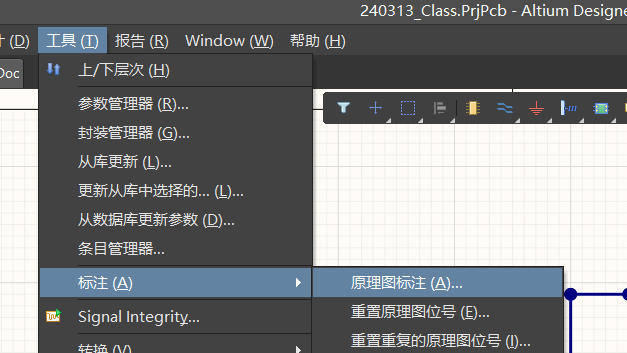 240313_Class.PrjPcb - Altium Designe
(D) 工具 (T) 报告 (R) Window (W) 帮助 (H)
Doc
上/下层次 (H)
参数管理器 (R)...
封装管理器 (G)...
从库更新 (L)...
更新从库中选择的... (L)...
从数据库更新参数 (D)...
条目管理器...
标注 (A)
原理图标注 (A)...
重置原理图位号 (E)...
Signal Integrity...
重置重复的原理图位号 (I)...
转换 (V)